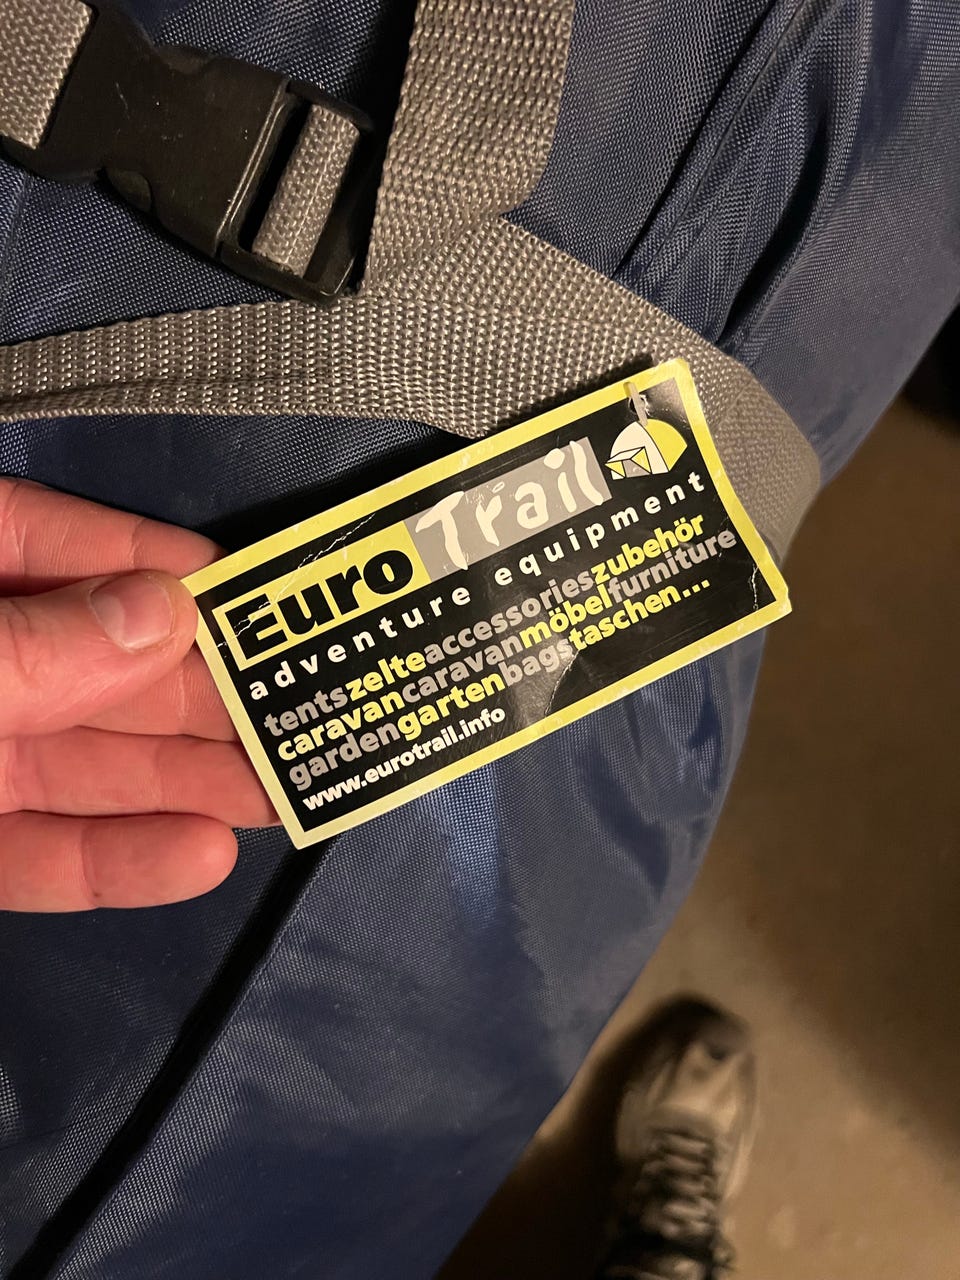 Euro Trail
adventure equipment
tentszelteaccessorieszubehör
caravancaravanmöbelfurniture
gardengartenbagstaschen...
www.eurotrail.info